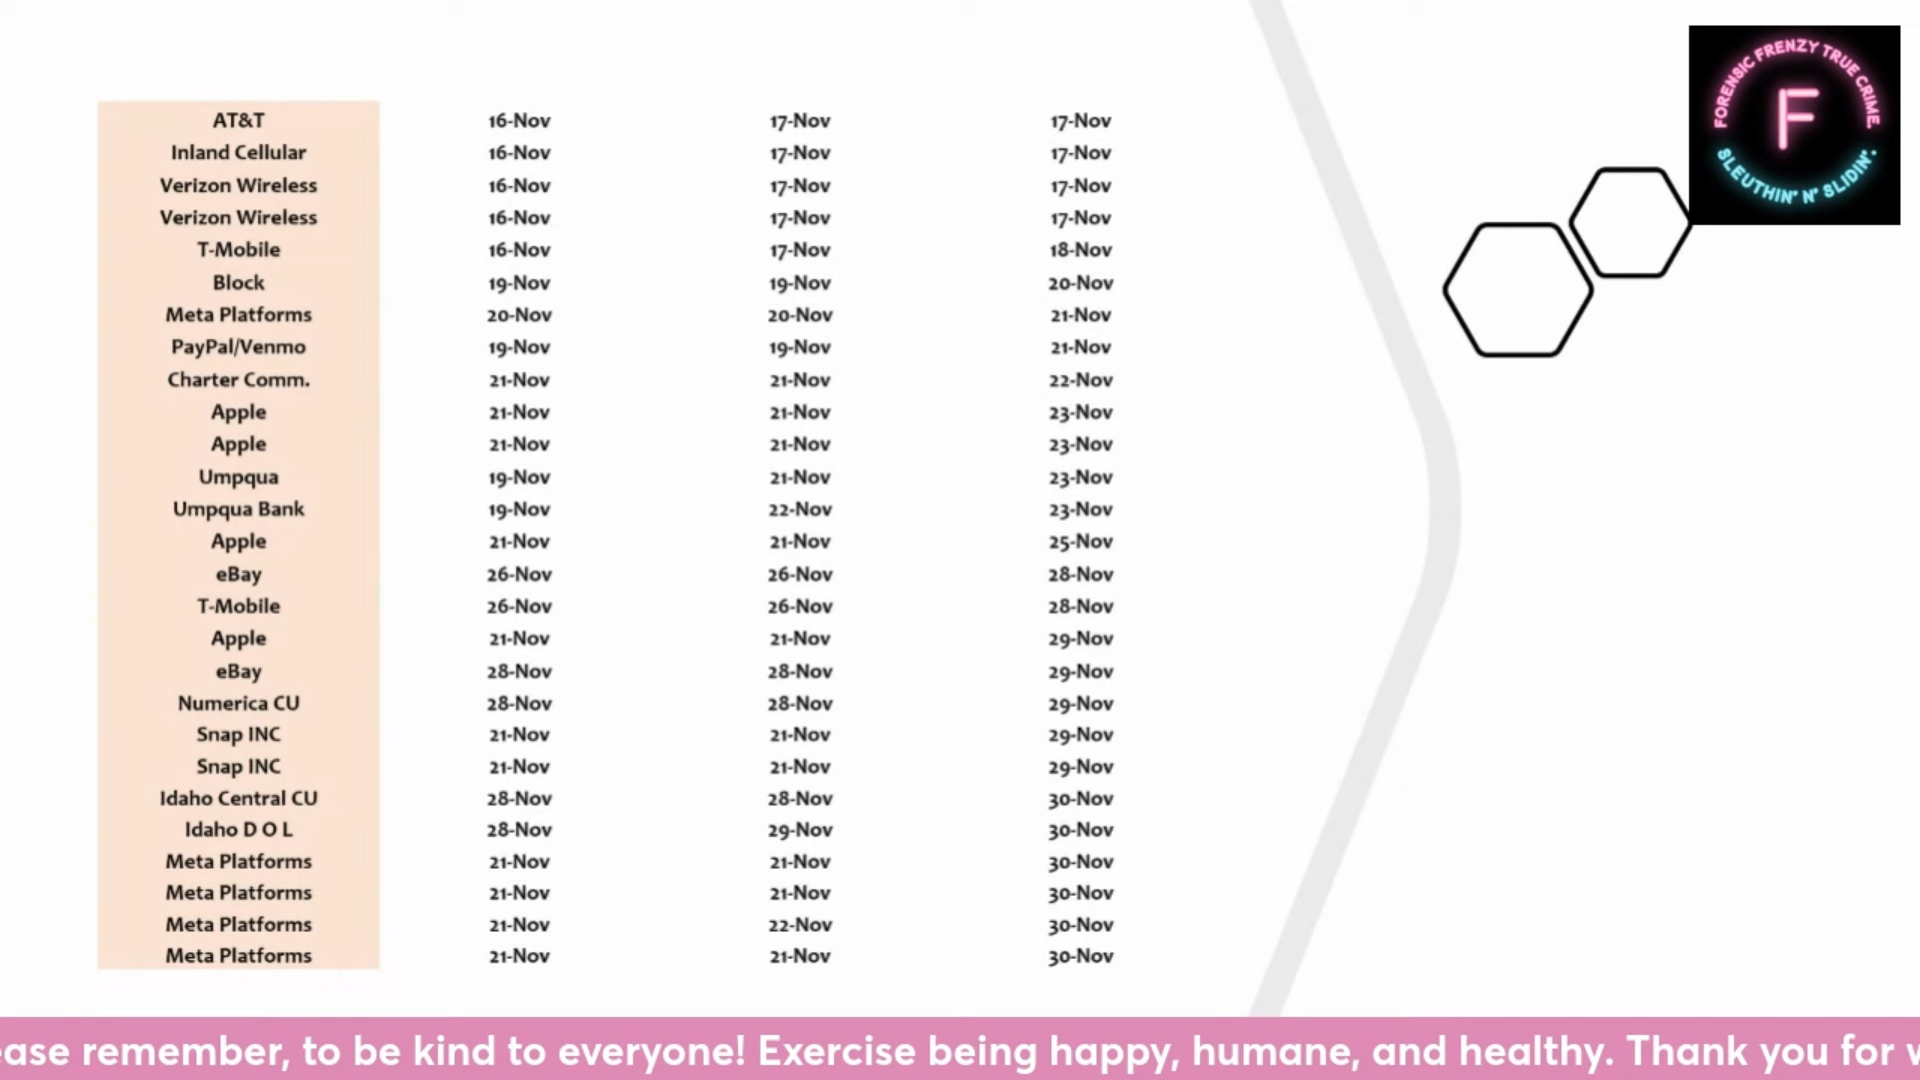 FORENSIC FRENZY TRUE CRIME.
F
SLEUTHIN' N' SLIDIN'.
AT&T 16-Nov 17-Nov 17-Nov
Inland Cellular 16-Nov 17-Nov 17-Nov
Verizon Wireless 16-Nov 17-Nov 17-Nov
Verizon Wireless 16-Nov 17-Nov 17-Nov
T-Mobile 16-Nov 17-Nov 18-Nov
Block 19-Nov 19-Nov 20-Nov
Meta Platforms 20-Nov 20-Nov 21-Nov
PayPal/Venmo 19-Nov 19-Nov 21-Nov
Charter Comm. 21-Nov 21-Nov 22-Nov
Apple 21-Nov 21-Nov 23-Nov
Apple 21-Nov 21-Nov 23-Nov
Umpqua 19-Nov 21-Nov 23-Nov
Umpqua Bank 19-Nov 22-Nov 23-Nov
Apple 21-Nov 21-Nov 25-Nov
eBay 26-Nov 26-Nov 28-Nov
T-Mobile 26-Nov 26-Nov 28-Nov
Apple 21-Nov 21-Nov 29-Nov
eBay 28-Nov 28-Nov 29-Nov
Numerica CU 28-Nov 28-Nov 29-Nov
Snap INC 21-Nov 21-Nov 29-Nov
Snap INC 21-Nov 21-Nov 29-Nov
Idaho Central CU 28-Nov 28-Nov 30-Nov
Idaho D O L 28-Nov 29-Nov 30-Nov
Meta Platforms 21-Nov 21-Nov 30-Nov
Meta Platforms 21-Nov 21-Nov 30-Nov
Meta Platforms 21-Nov 22-Nov 30-Nov
Meta Platforms 21-Nov 21-Nov 30-Nov
ease remember, to be kind to everyone! Exercise being happy, humane, and healthy. Thank you for